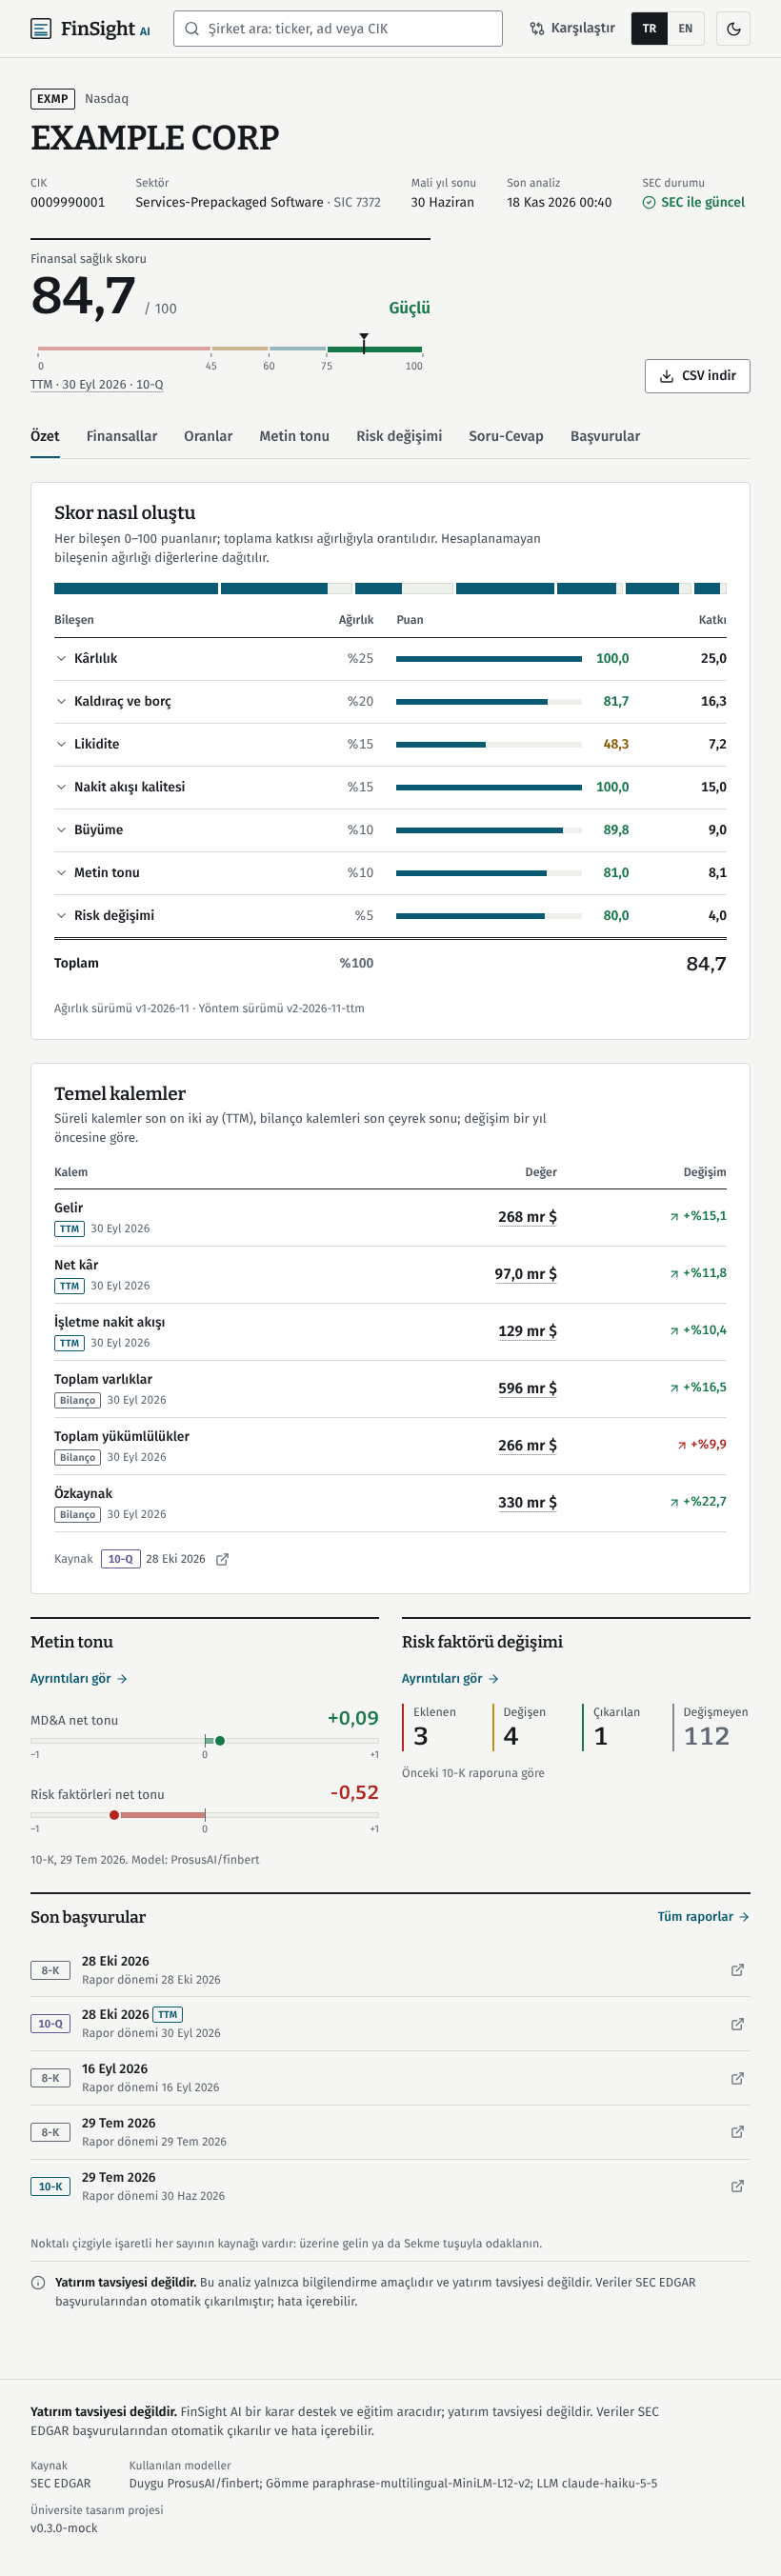 FinSight AI
Şirket ara: ticker, ad veya CIK
Karşılaştır
TR EN
EXMP Nasdaq
EXAMPLE CORP
CIK Sektör Mali yıl sonu Son analiz SEC durumu
0009990001 Services-Prepackaged Software · SIC 7372 30 Haziran 18 Kas 2026 00:40 SEC ile güncel
Finansal sağlık skoru
84,7 / 100 Güçlü
0 45 60 75 100
TTM · 30 Eyl 2026 · 10-Q
CSV indir
Özet Finansallar Oranlar Metin tonu Risk değişimi Soru-Cevap Başvurular
Skor nasıl oluştu
Her bileşen 0–100 puanlanır; toplama katkısı ağırlığıyla orantılıdır. Hesaplanamayan
bileşenin ağırlığı diğerlerine dağıtılır.
Bileşen Ağırlık Puan Katkı
Kârlılık %25 100,0 25,0
Kaldıraç ve borç %20 81,7 16,3
Likidite %15 48,3 7,2
Nakit akışı kalitesi %15 100,0 15,0
Büyüme %10 89,8 9,0
Metin tonu %10 81,0 8,1
Risk değişimi %5 80,0 4,0
Toplam %100 84,7
Ağırlık sürümü v1-2026-11 · Yöntem sürümü v2-2026-11-ttm
Temel kalemler
Süreli kalemler son on iki ay (TTM), bilanço kalemleri son çeyrek sonu; değişim bir yıl
öncesine göre.
Kalem Değer Değişim
Gelir
TTM 30 Eyl 2026
268 mr $ +%15,1
Net kâr
TTM 30 Eyl 2026
97,0 mr $ +%11,8
İşletme nakit akışı
TTM 30 Eyl 2026
129 mr $ +%10,4
Toplam varlıklar
Bilanço 30 Eyl 2026
596 mr $ +%16,5
Toplam yükümlülükler
Bilanço 30 Eyl 2026
266 mr $ +%9,9
Özkaynak
Bilanço 30 Eyl 2026
330 mr $ +%22,7
Kaynak 10-Q 28 Eki 2026
Metin tonu
Ayrıntıları gör
MD&A net tonu +0,09
−1 0 +1
Risk faktörleri net tonu -0,52
−1 0 +1
10-K, 29 Tem 2026. Model: ProsusAI/finbert
Risk faktörü değişimi
Ayrıntıları gör
Eklenen Değişen Çıkarılan Değişmeyen
3 4 1 112
Önceki 10-K raporuna göre
Son başvurular Tüm raporlar
8-K 28 Eki 2026
Rapor dönemi 28 Eki 2026
10-Q 28 Eki 2026 TTM
Rapor dönemi 30 Eyl 2026
8-K 16 Eyl 2026
Rapor dönemi 16 Eyl 2026
8-K 29 Tem 2026
Rapor dönemi 29 Tem 2026
10-K 29 Tem 2026
Rapor dönemi 30 Haz 2026
Noktalı çizgiyle işaretli her sayının kaynağı vardır: üzerine gelin ya da Sekme tuşuyla odaklanın.
Yatırım tavsiyesi değildir. Bu analiz yalnızca bilgilendirme amaçlıdır ve yatırım tavsiyesi değildir. Veriler SEC EDGAR
başvurularından otomatik çıkarılmıştır; hata içerebilir.
Yatırım tavsiyesi değildir. FinSight AI bir karar destek ve eğitim aracıdır; yatırım tavsiyesi değildir. Veriler SEC
EDGAR başvurularından otomatik çıkarılır ve hata içerebilir.
Kaynak Kullanılan modeller
SEC EDGAR Duygu ProsusAI/finbert; Gömme paraphrase-multilingual-MiniLM-L12-v2; LLM claude-haiku-5-5
Üniversite tasarım projesi
v0.3.0-mock